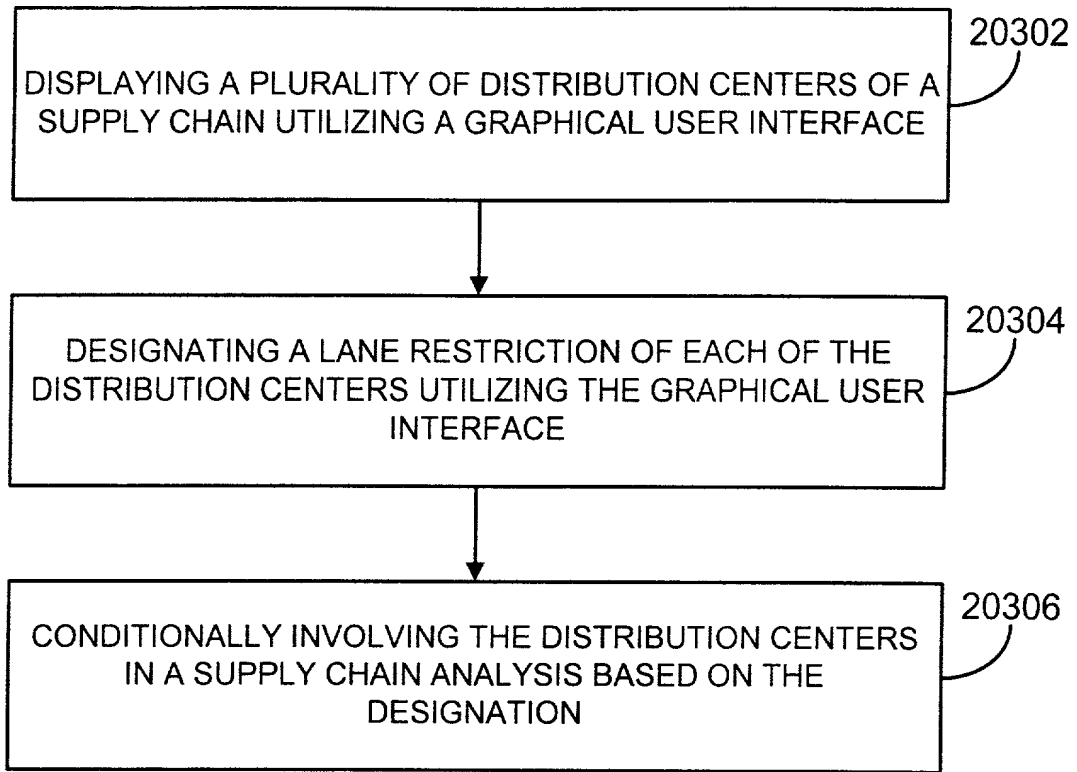 20302
DISPLAYING A PLURALITY OF DISTRIBUTION CENTERS OF A
SUPPLY CHAIN UTILIZING A GRAPHICAL USER INTERFACE
20304
DESIGNATING A LANE RESTRICTION OF EACH OF THE
DISTRIBUTION CENTERS UTILIZING THE GRAPHICAL USER
INTERFACE
20306
CONDITIONALLY INVOLVING THE DISTRIBUTION CENTERS
IN A SUPPLY CHAIN ANALYSIS BASED ON THE
DESIGNATION